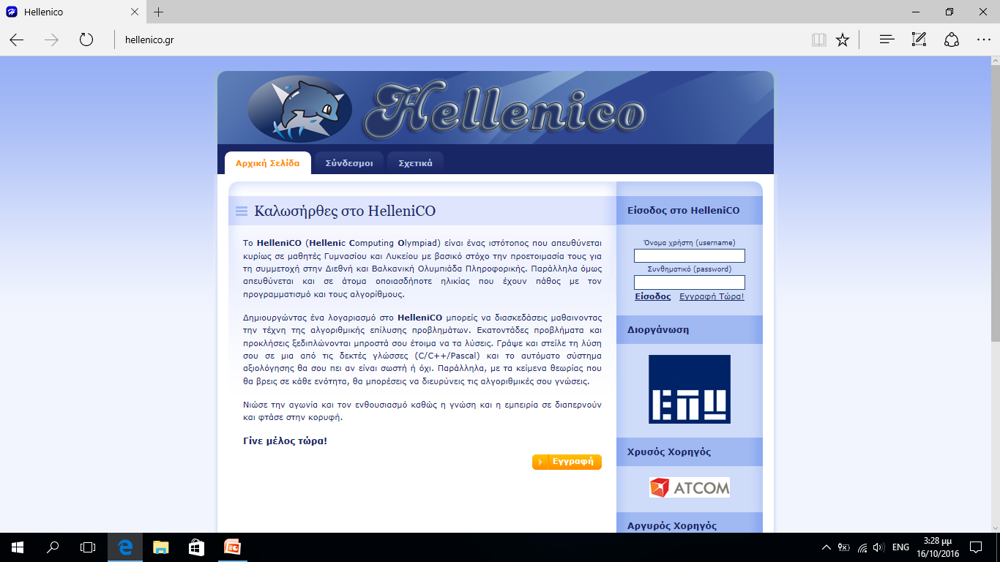 Hellenico
hellenico.gr
Hellenico
Αρχική Σελίδα
Σύνδεσμοι
Σχετικά
Καλωσήρθες στο HelleniCO
Το HelleniCO (Hellenic Computing Olympiad) είναι ένας ιστότοπος που απευθύνεται
κυρίως σε μαθητές Γυμνασίου και Λυκείου με βασικό στόχο την προετοιμασία τους για
τη συμμετοχή στην Διεθνή και Βαλκανική Ολυμπιάδα Πληροφορικής. Παράλληλα όμως
απευθύνεται και σε άτομα οποιασδήποτε ηλικίας που έχουν πάθος με τον
προγραμματισμό και τους αλγορίθμους.
Δημιουργώντας ένα λογαριασμό στο HelleniCO μπορείς να διασκεδάσεις μαθαινοντας
την τέχνη της αλγοριθμικής επίλυσης προβλημάτων. Εκατοντάδες προβλήματα και
προκλήσεις ξεδιπλώνονται μπροστά σου έτοιμα να τα λύσεις. Γράψε και στείλε τη λύση
σου σε μια από τις δεκτές γλώσσες (C/C++/Pascal) και το αυτόματο σύστημα
αξιολόγησης θα σου πει αν είναι σωστή ή όχι. Παράλληλα, με τα κείμενα θεωρίας που
θα βρεις σε κάθε ενότητα, θα μπορέσεις να διευρύνεις τις αλγοριθμικές σου γνώσεις.
Νιώσε την αγωνία και τον ενθουσιασμό καθώς η γνώση και η εμπειρία σε διαπερνούν
και φτάσε στην κορυφή.
Γίνε μέλος τώρα!
Εγγραφή
Είσοδος στο HelleniCO
Όνομα χρήστη (username)
Συνθηματικό (password)
Είσοδος Εγγραφή Τώρα!
Διοργάνωση
ΕΠΥ
Χρυσός Χορηγός
ATCOM
Αργυρός Χορηγός
ENG
3:28 μμ
16/10/2016